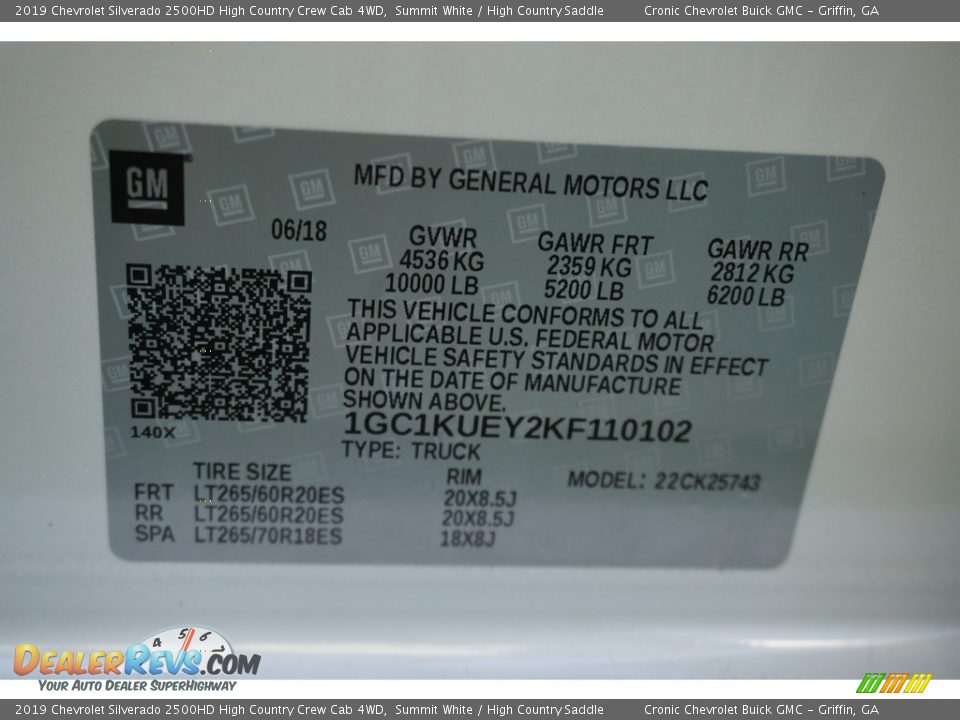 2019 Chevrolet Silverado 2500HD High Country Crew Cab 4WD, Summit White / High Country Saddle Cronic Chevrolet Buick GMC - Griffin, GA
GM
MFD BY GENERAL MOTORS LLC
06/18 GVWR GAWR FRT GAWR RR
4536 KG 2359 KG 2812 KG
10000 LB 5200 LB 6200 LB
THIS VEHICLE CONFORMS TO ALL
APPLICABLE U.S. FEDERAL MOTOR
VEHICLE SAFETY STANDARDS IN EFFECT
ON THE DATE OF MANUFACTURE
SHOWN ABOVE.
140X 1GC1KUEY2KF110102
TYPE: TRUCK
TIRE SIZE RIM MODEL: 22CK25743
FRT LT265/60R20ES 20X8.5J
RR LT265/60R20ES 20X8.5J
SPA LT265/70R18ES 18X8J
4 5 6
DealerRevs.com
Your Auto Dealer SuperHighway
2019 Chevrolet Silverado 2500HD High Country Crew Cab 4WD, Summit White / High Country Saddle Cronic Chevrolet Buick GMC - Griffin, GA